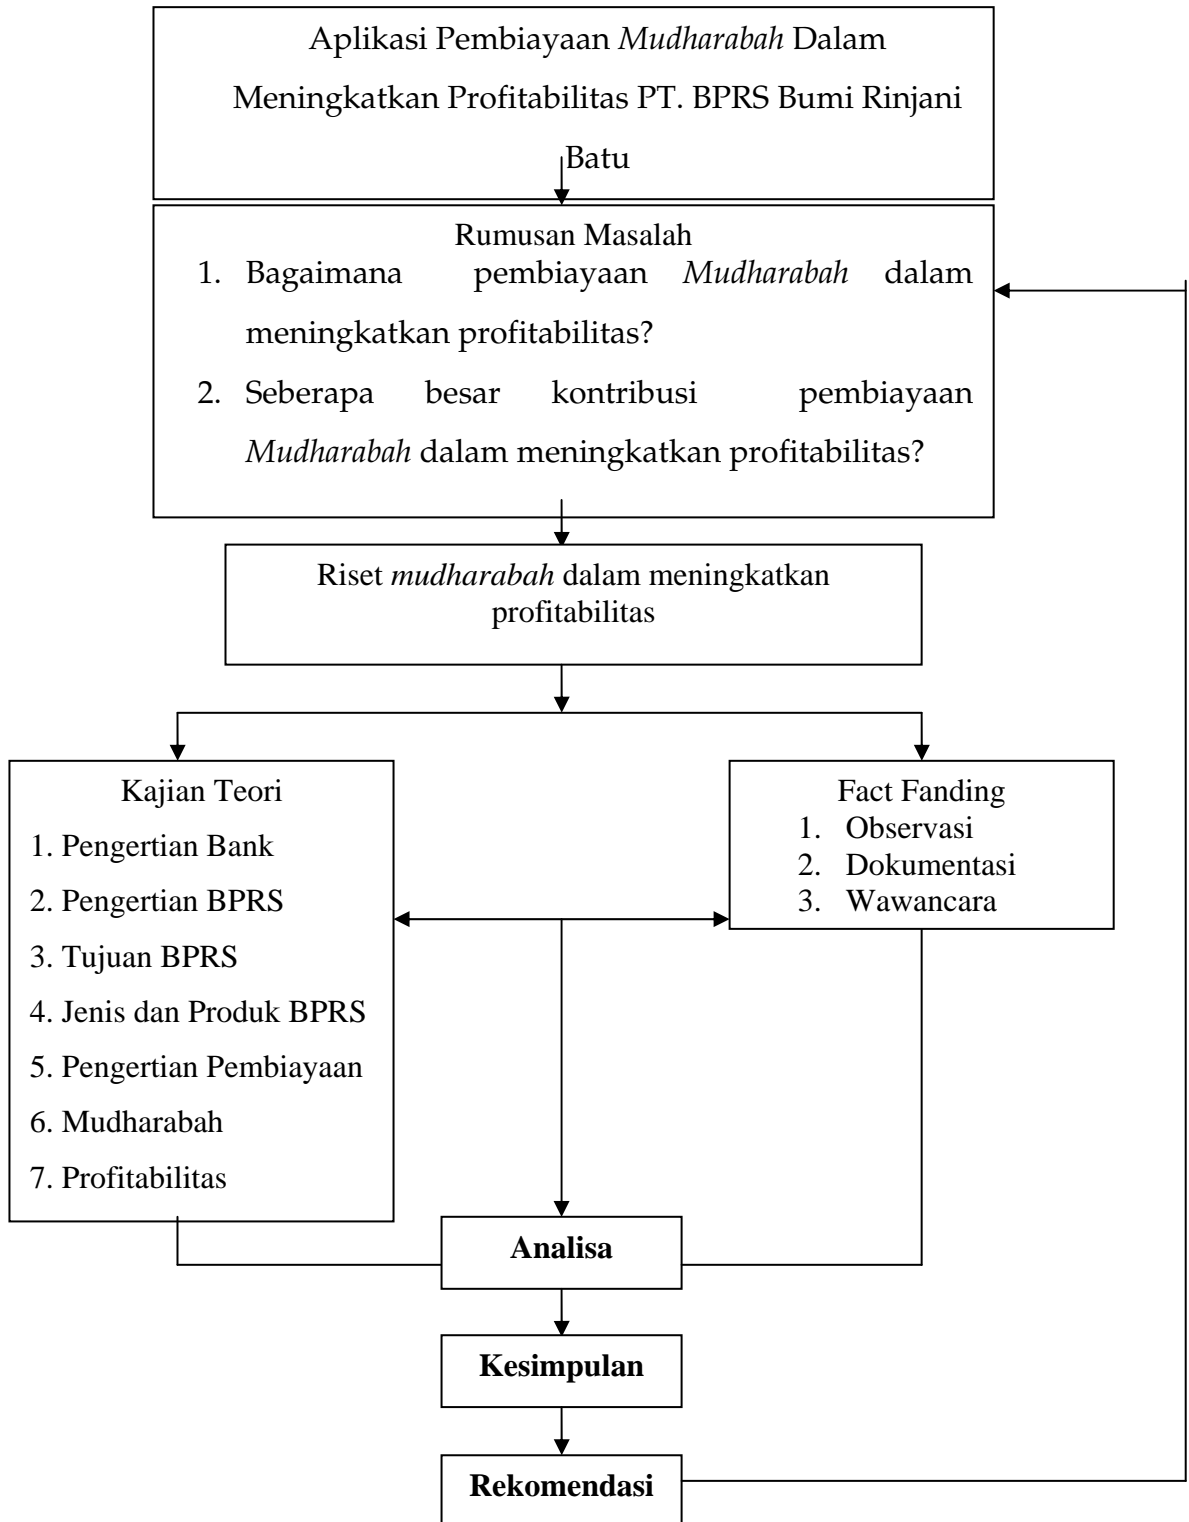 Aplikasi Pembiayaan Mudharabah Dalam
Meningkatkan Profitabilitas PT. BPRS Bumi Rinjani
Batu
Rumusan Masalah
1. Bagaimana pembiayaan Mudharabah dalam
meningkatkan profitabilitas?
2. Seberapa besar kontribusi pembiayaan
Mudharabah dalam meningkatkan profitabilitas?
Riset mudharabah dalam meningkatkan
profitabilitas
Kajian Teori
1. Pengertian Bank
2. Pengertian BPRS
3. Tujuan BPRS
4. Jenis dan Produk BPRS
5. Pengertian Pembiayaan
6. Mudharabah
7. Profitabilitas
Fact Fanding
1. Observasi
2. Dokumentasi
3. Wawancara
Analisa
Kesimpulan
Rekomendasi